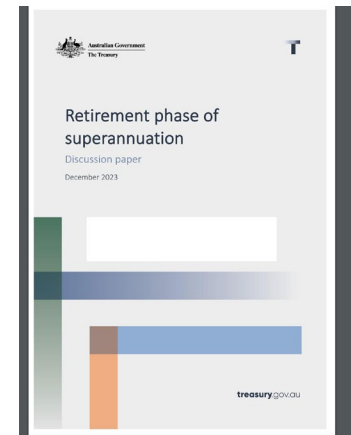 Australian Government
The Treasury
T
Retirement phase of
superannuation
Discussion paper
December 2023
treasury.gov.au